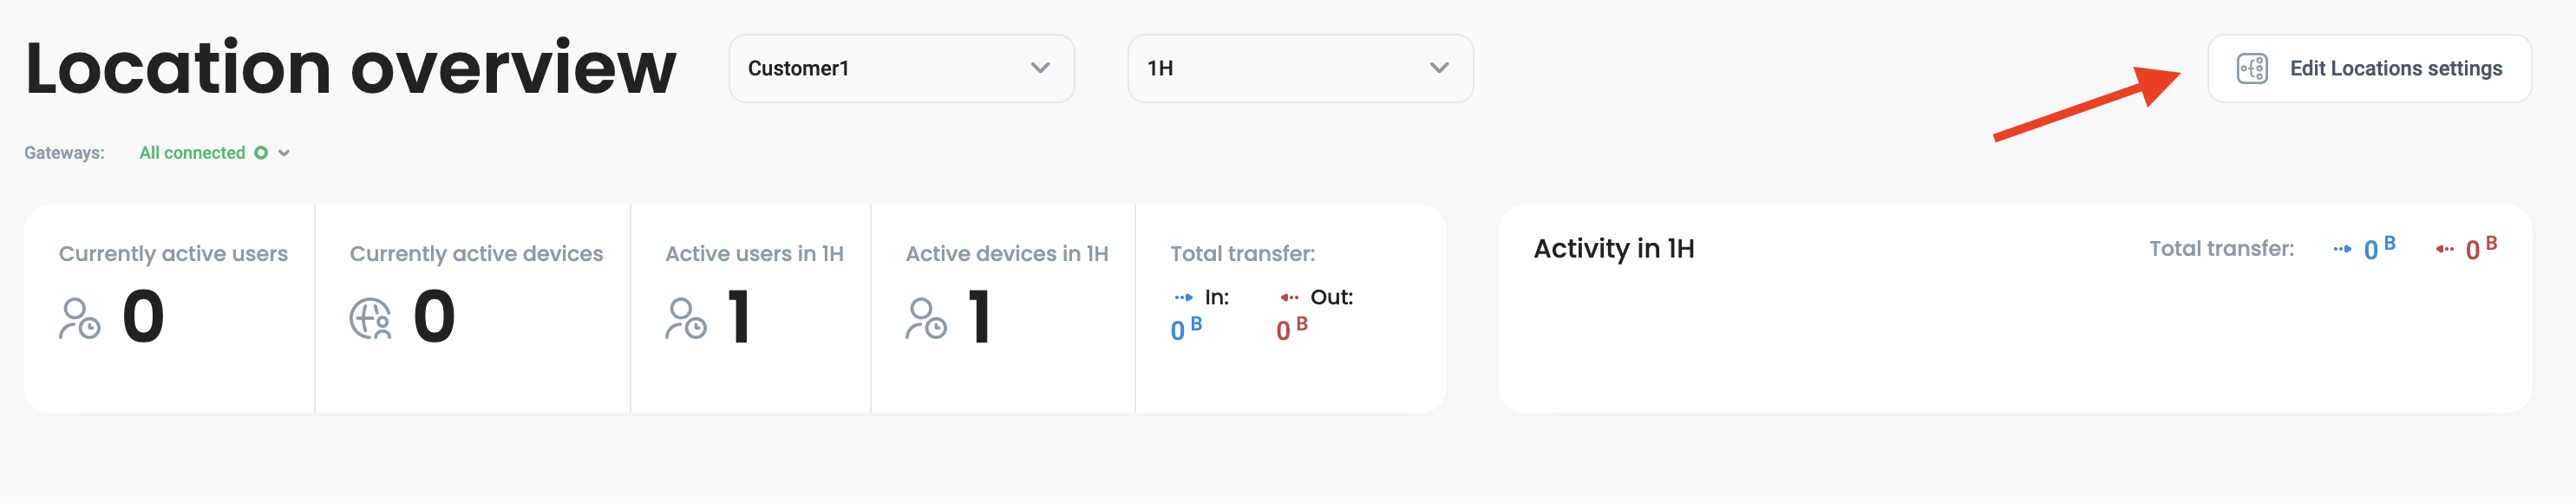 Location overview
Customer1
1H
Edit Locations settings
Gateways:
All connected
Currently active users
0
Currently active devices
0
Active users in 1H
1
Active devices in 1H
1
Total transfer:
In:
0 B
Out:
0 B
Activity in 1H
Total transfer:
0 B
0 B